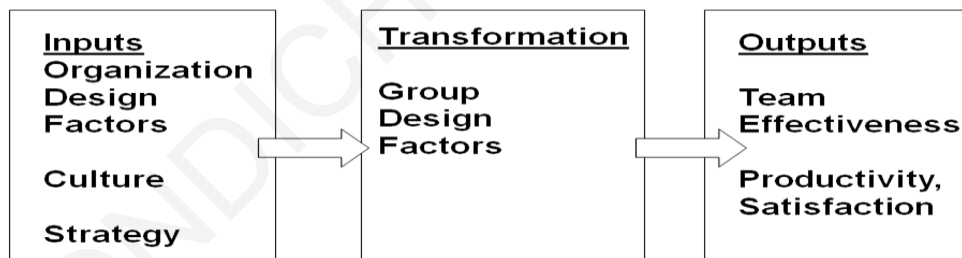 Inputs
Organization
Design
Factors
Culture
Strategy
Transformation
Group
Design
Factors
Outputs
Team
Effectiveness
Productivity,
Satisfaction